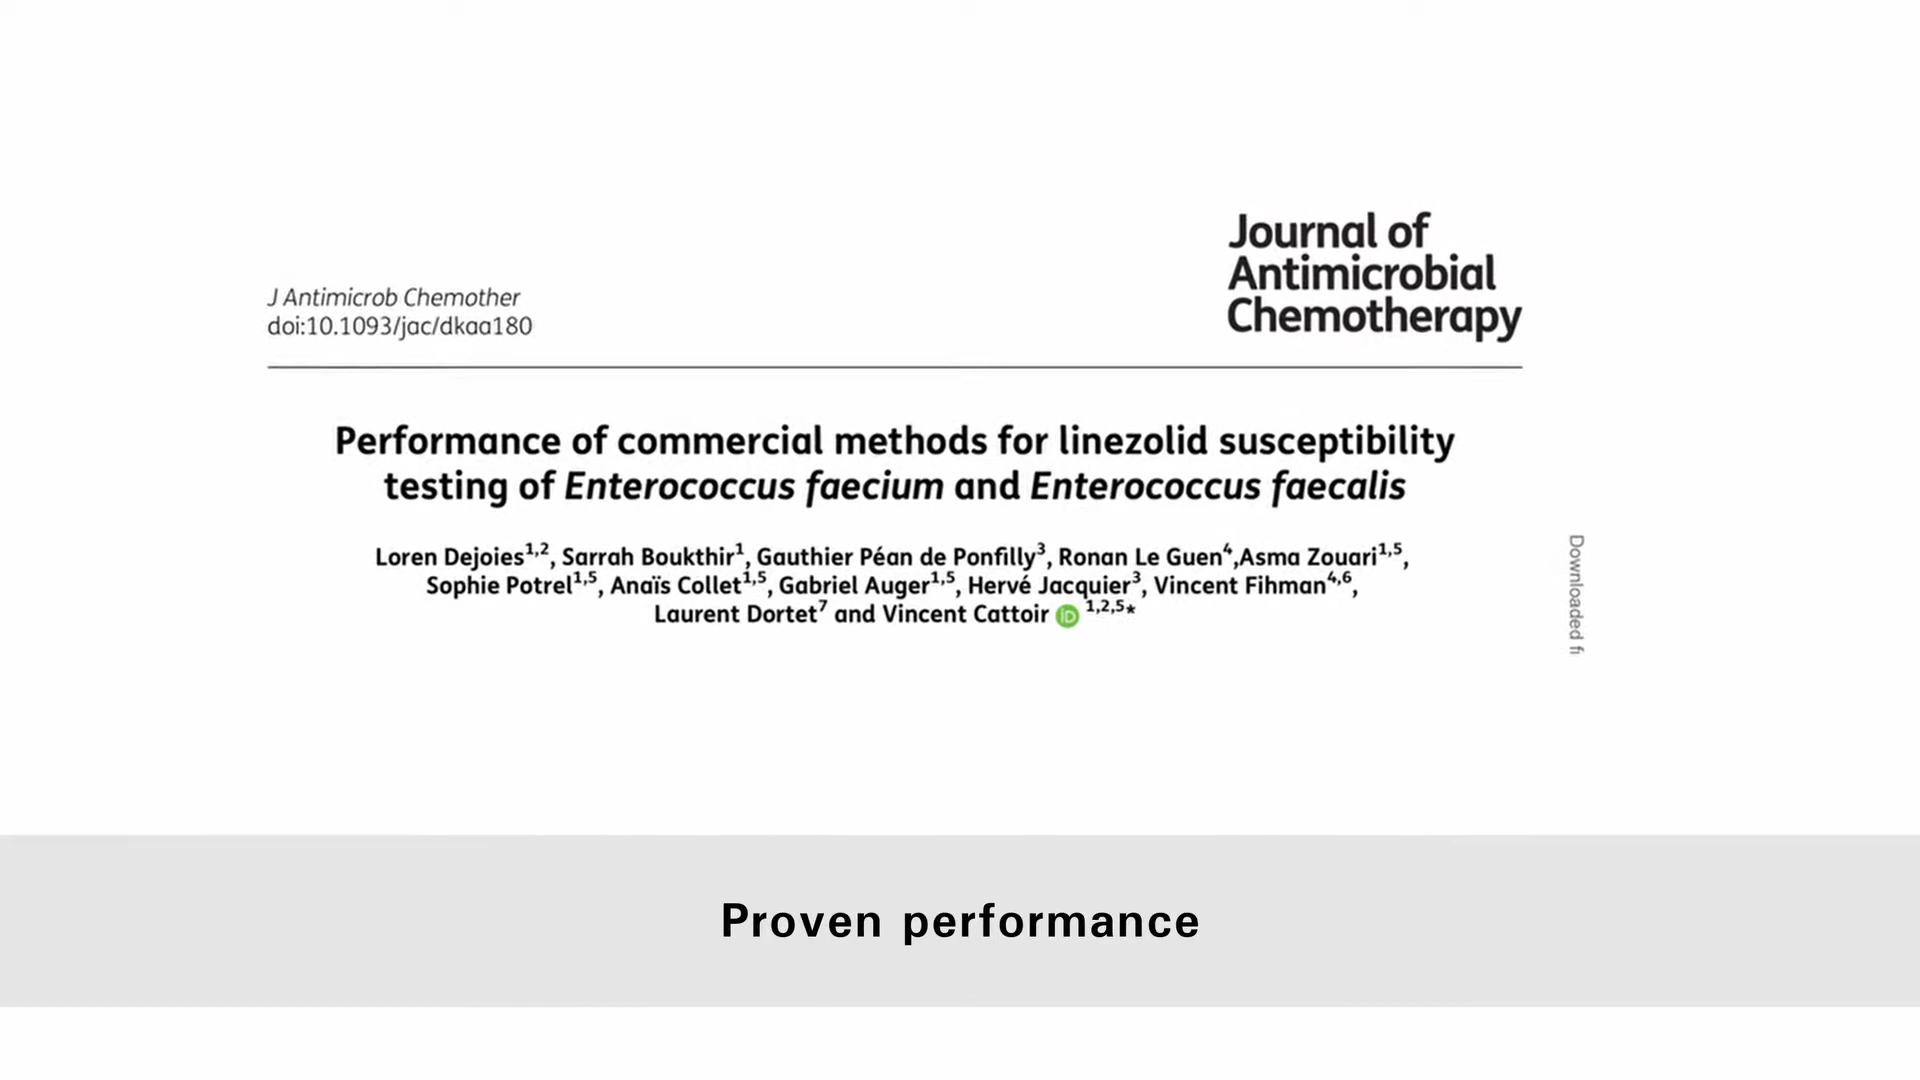 Journal of
Antimicrobial
Chemotherapy
J Antimicrob Chemother
doi:10.1093/jac/dkaa180
Performance of commercial methods for linezolid susceptibility
testing of Enterococcus faecium and Enterococcus faecalis
Loren Dejoies1,2, Sarrah Boukthir1, Gauthier Péan de Ponfilly3, Ronan Le Guen4,Asma Zouari1,5,
Sophie Potrel1,5, Anaïs Collet1,5, Gabriel Auger1,5, Hervé Jacquier3, Vincent Fihman4,6,
Laurent Dortet7 and Vincent Cattoir iD 1,2,5*
Downloaded
Proven performance